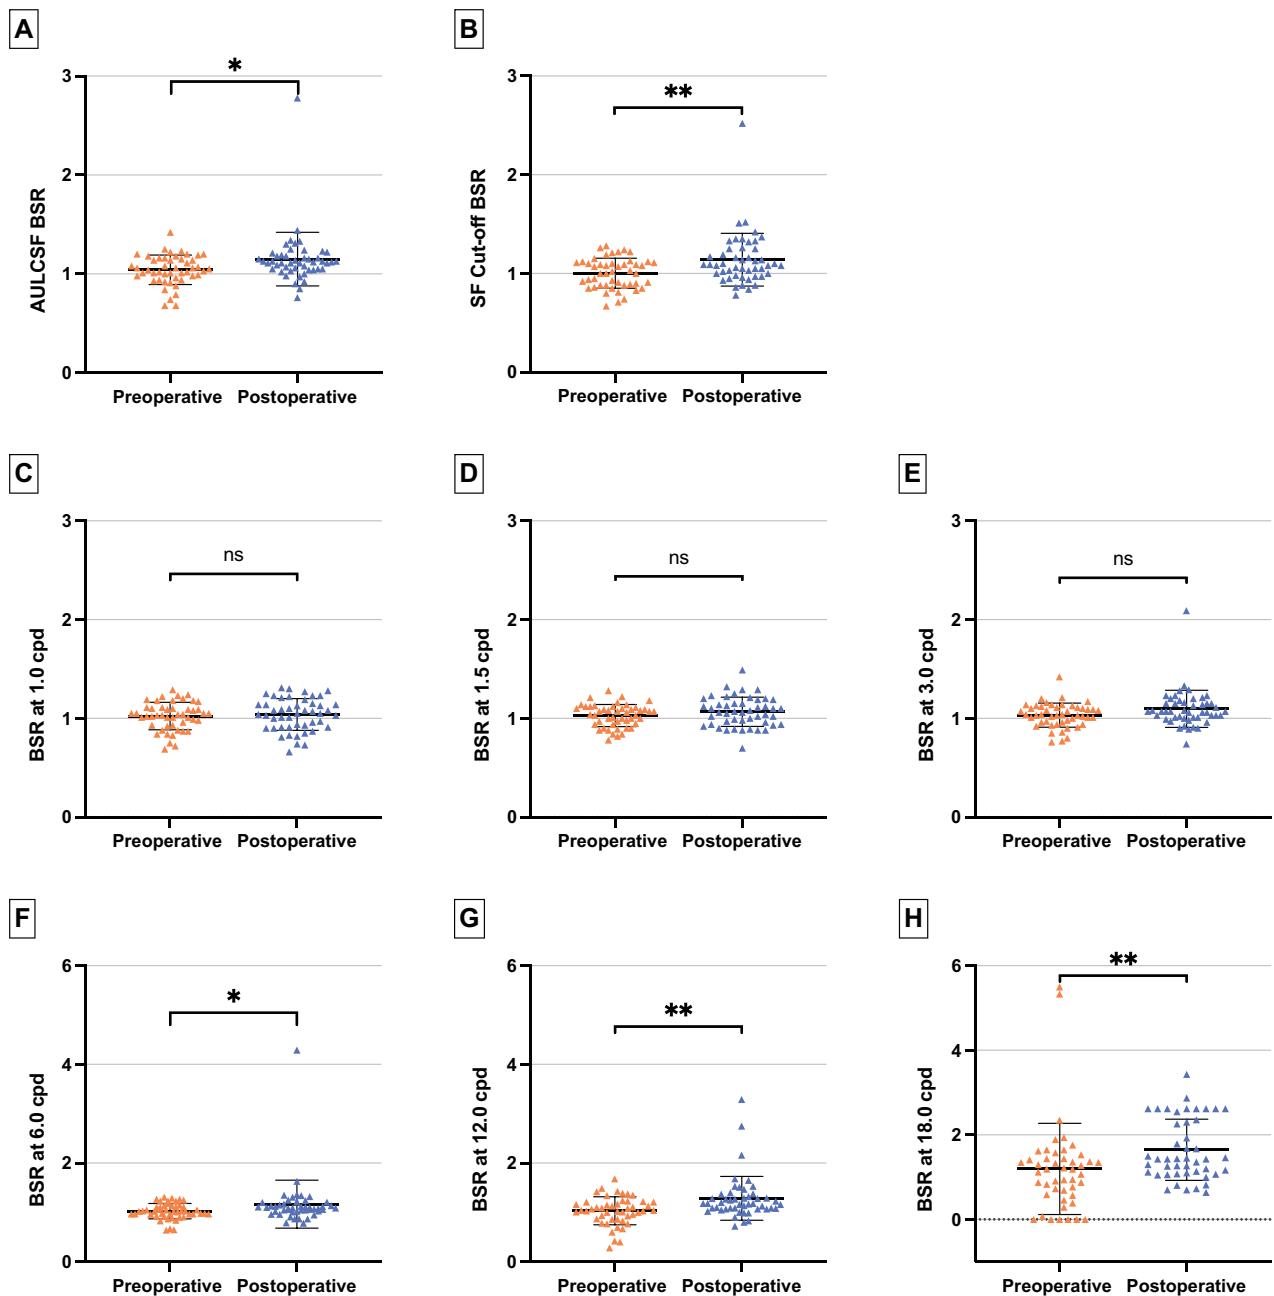 A
B
*
**
3
2
1
0
AULCSF BSR
Preoperative Postoperative
3
2
1
0
SF Cut-off BSR
Preoperative Postoperative
C
D
E
ns
ns
ns
3
2
1
0
BSR at 1.0 cpd
Preoperative Postoperative
3
2
1
0
BSR at 1.5 cpd
Preoperative Postoperative
3
2
1
0
BSR at 3.0 cpd
Preoperative Postoperative
F
G
H
*
**
**
6
4
2
0
BSR at 6.0 cpd
Preoperative Postoperative
6
4
2
0
BSR at 12.0 cpd
Preoperative Postoperative
6
4
2
0
BSR at 18.0 cpd
Preoperative Postoperative